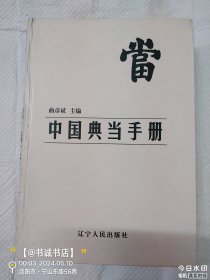 當
曲彦斌 主编
中国典当手册
辽宁人民出版社
【@书诚书店】
00:03 2024.05.10
沈阳市·宁山东路56号
今日水印
相机